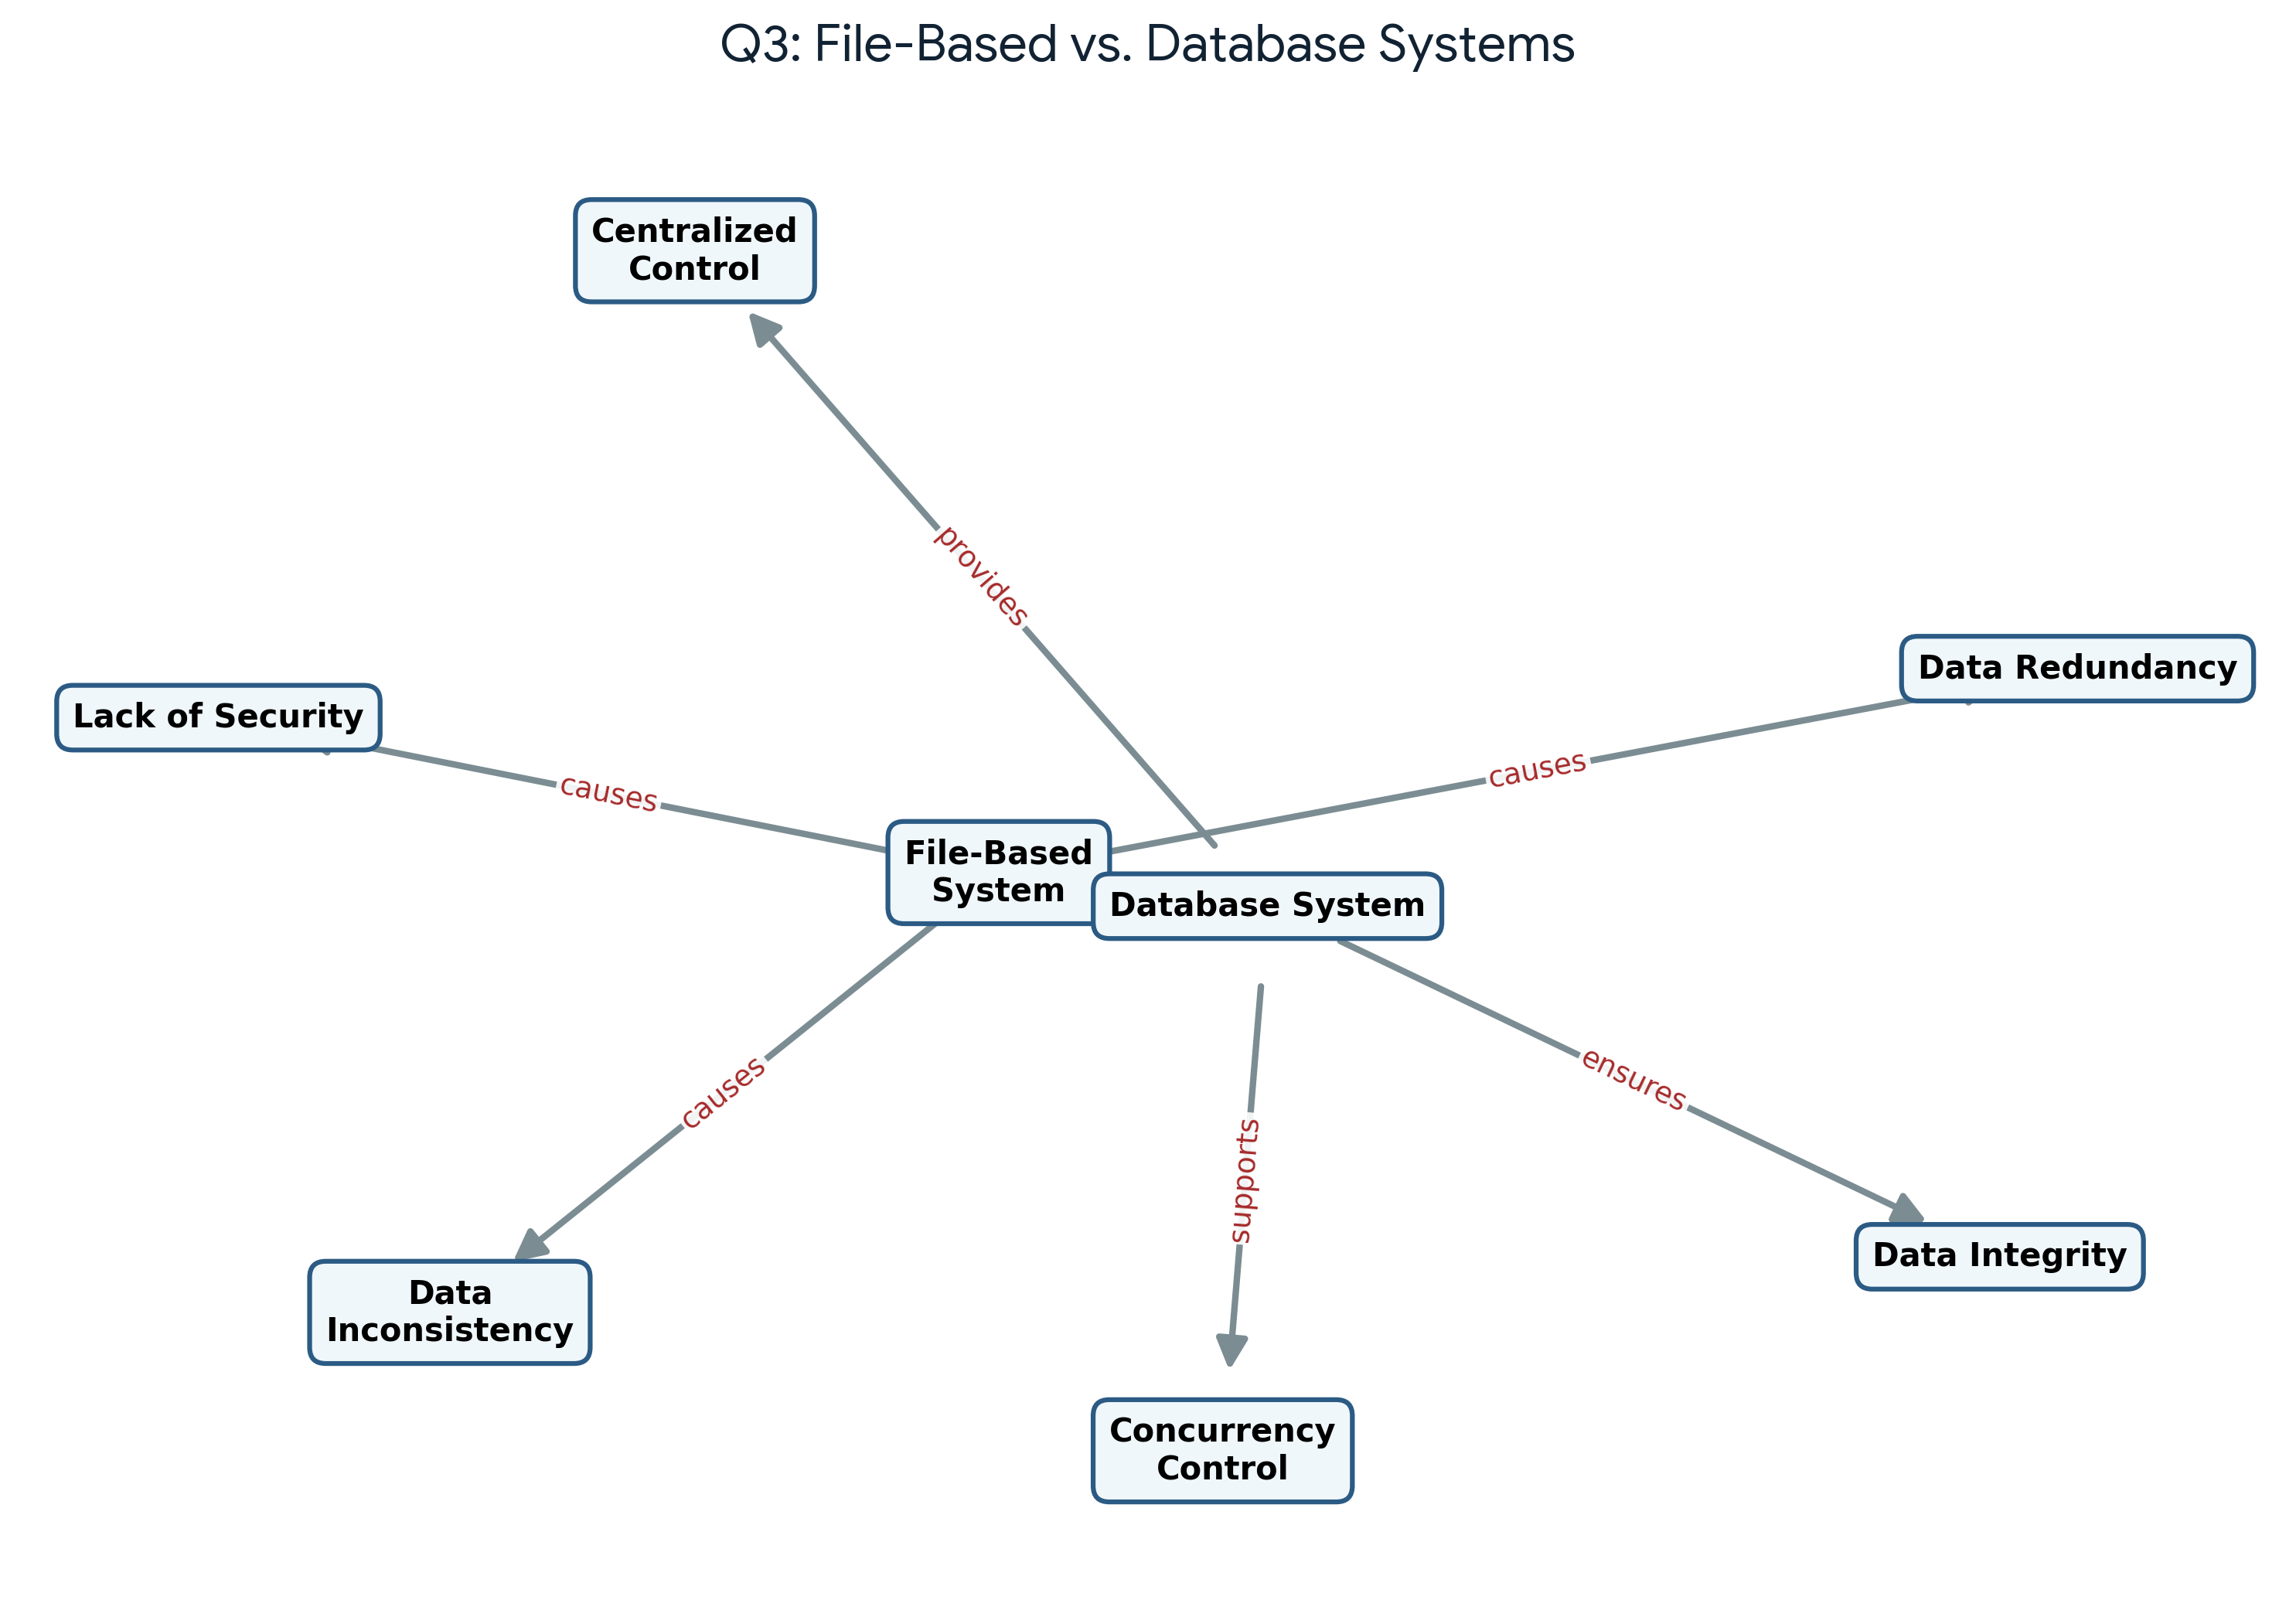 Q3: File-Based vs. Database Systems
Centralized
Control
provides
Data Redundancy
Lack of Security
causes
causes
File-Based
System
Database System
causes
ensures
supports
Data Integrity
Data
Inconsistency
Concurrency
Control